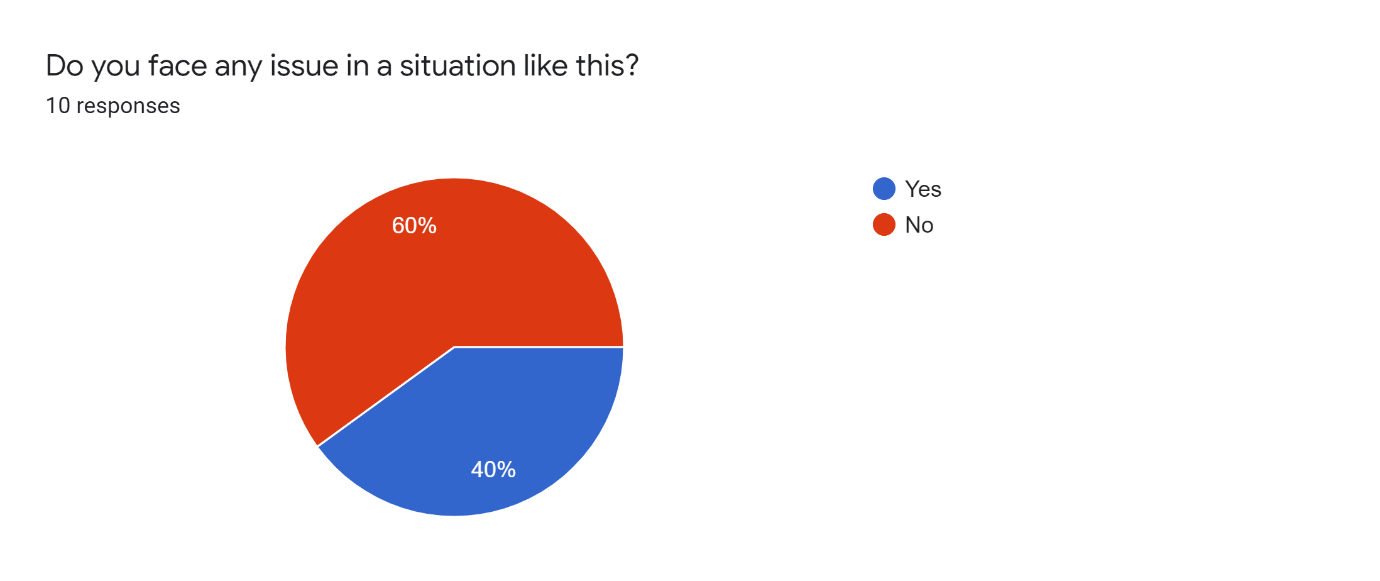 Do you face any issue in a situation like this?
10 responses
60%
40%
Yes
No